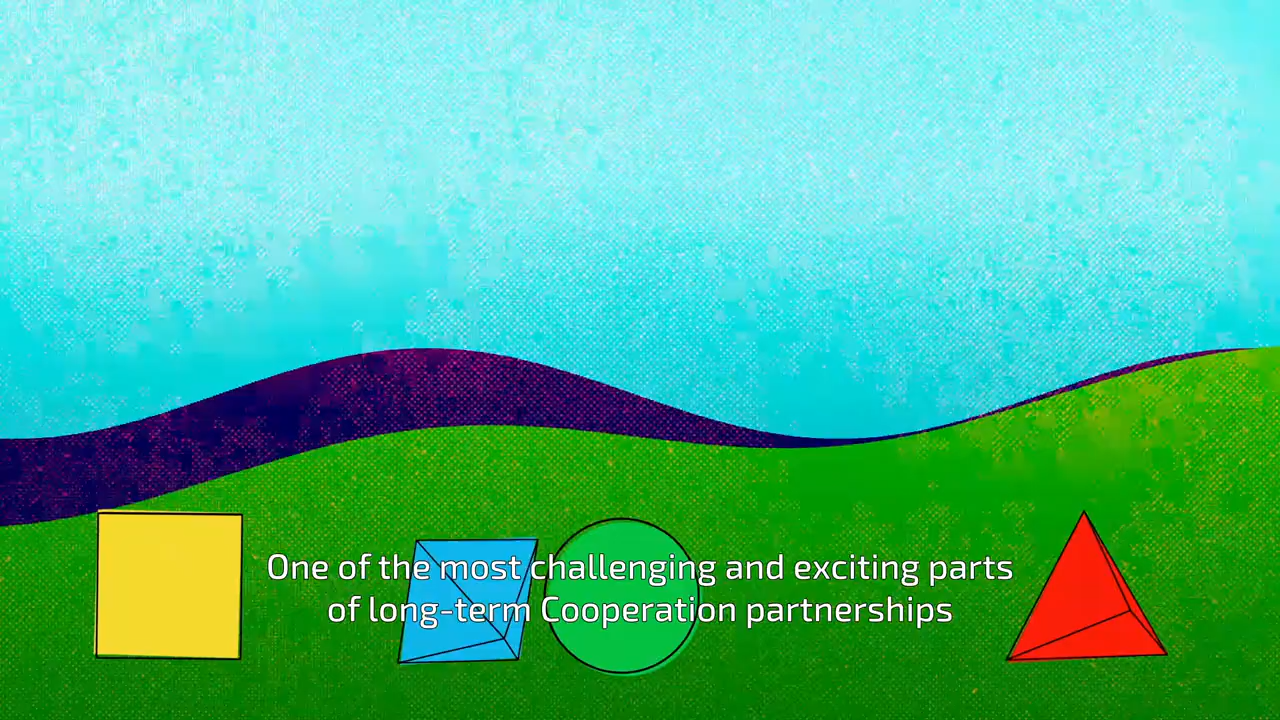 One of the most challenging and exciting parts
of long-term Cooperation partnerships